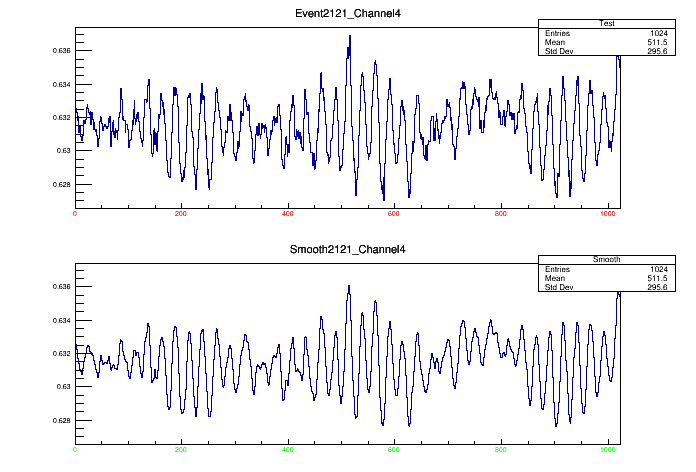 Event2121_Channel4
Test
Entries 1024
Mean 511.5
Std Dev 295.6
0.636
0.634
0.632
0.63
0.628
0 200 400 600 800 1000
Smooth2121_Channel4
Smooth
Entries 1024
Mean 511.5
Std Dev 295.6
0.636
0.634
0.632
0.63
0.628
0 200 400 600 800 1000